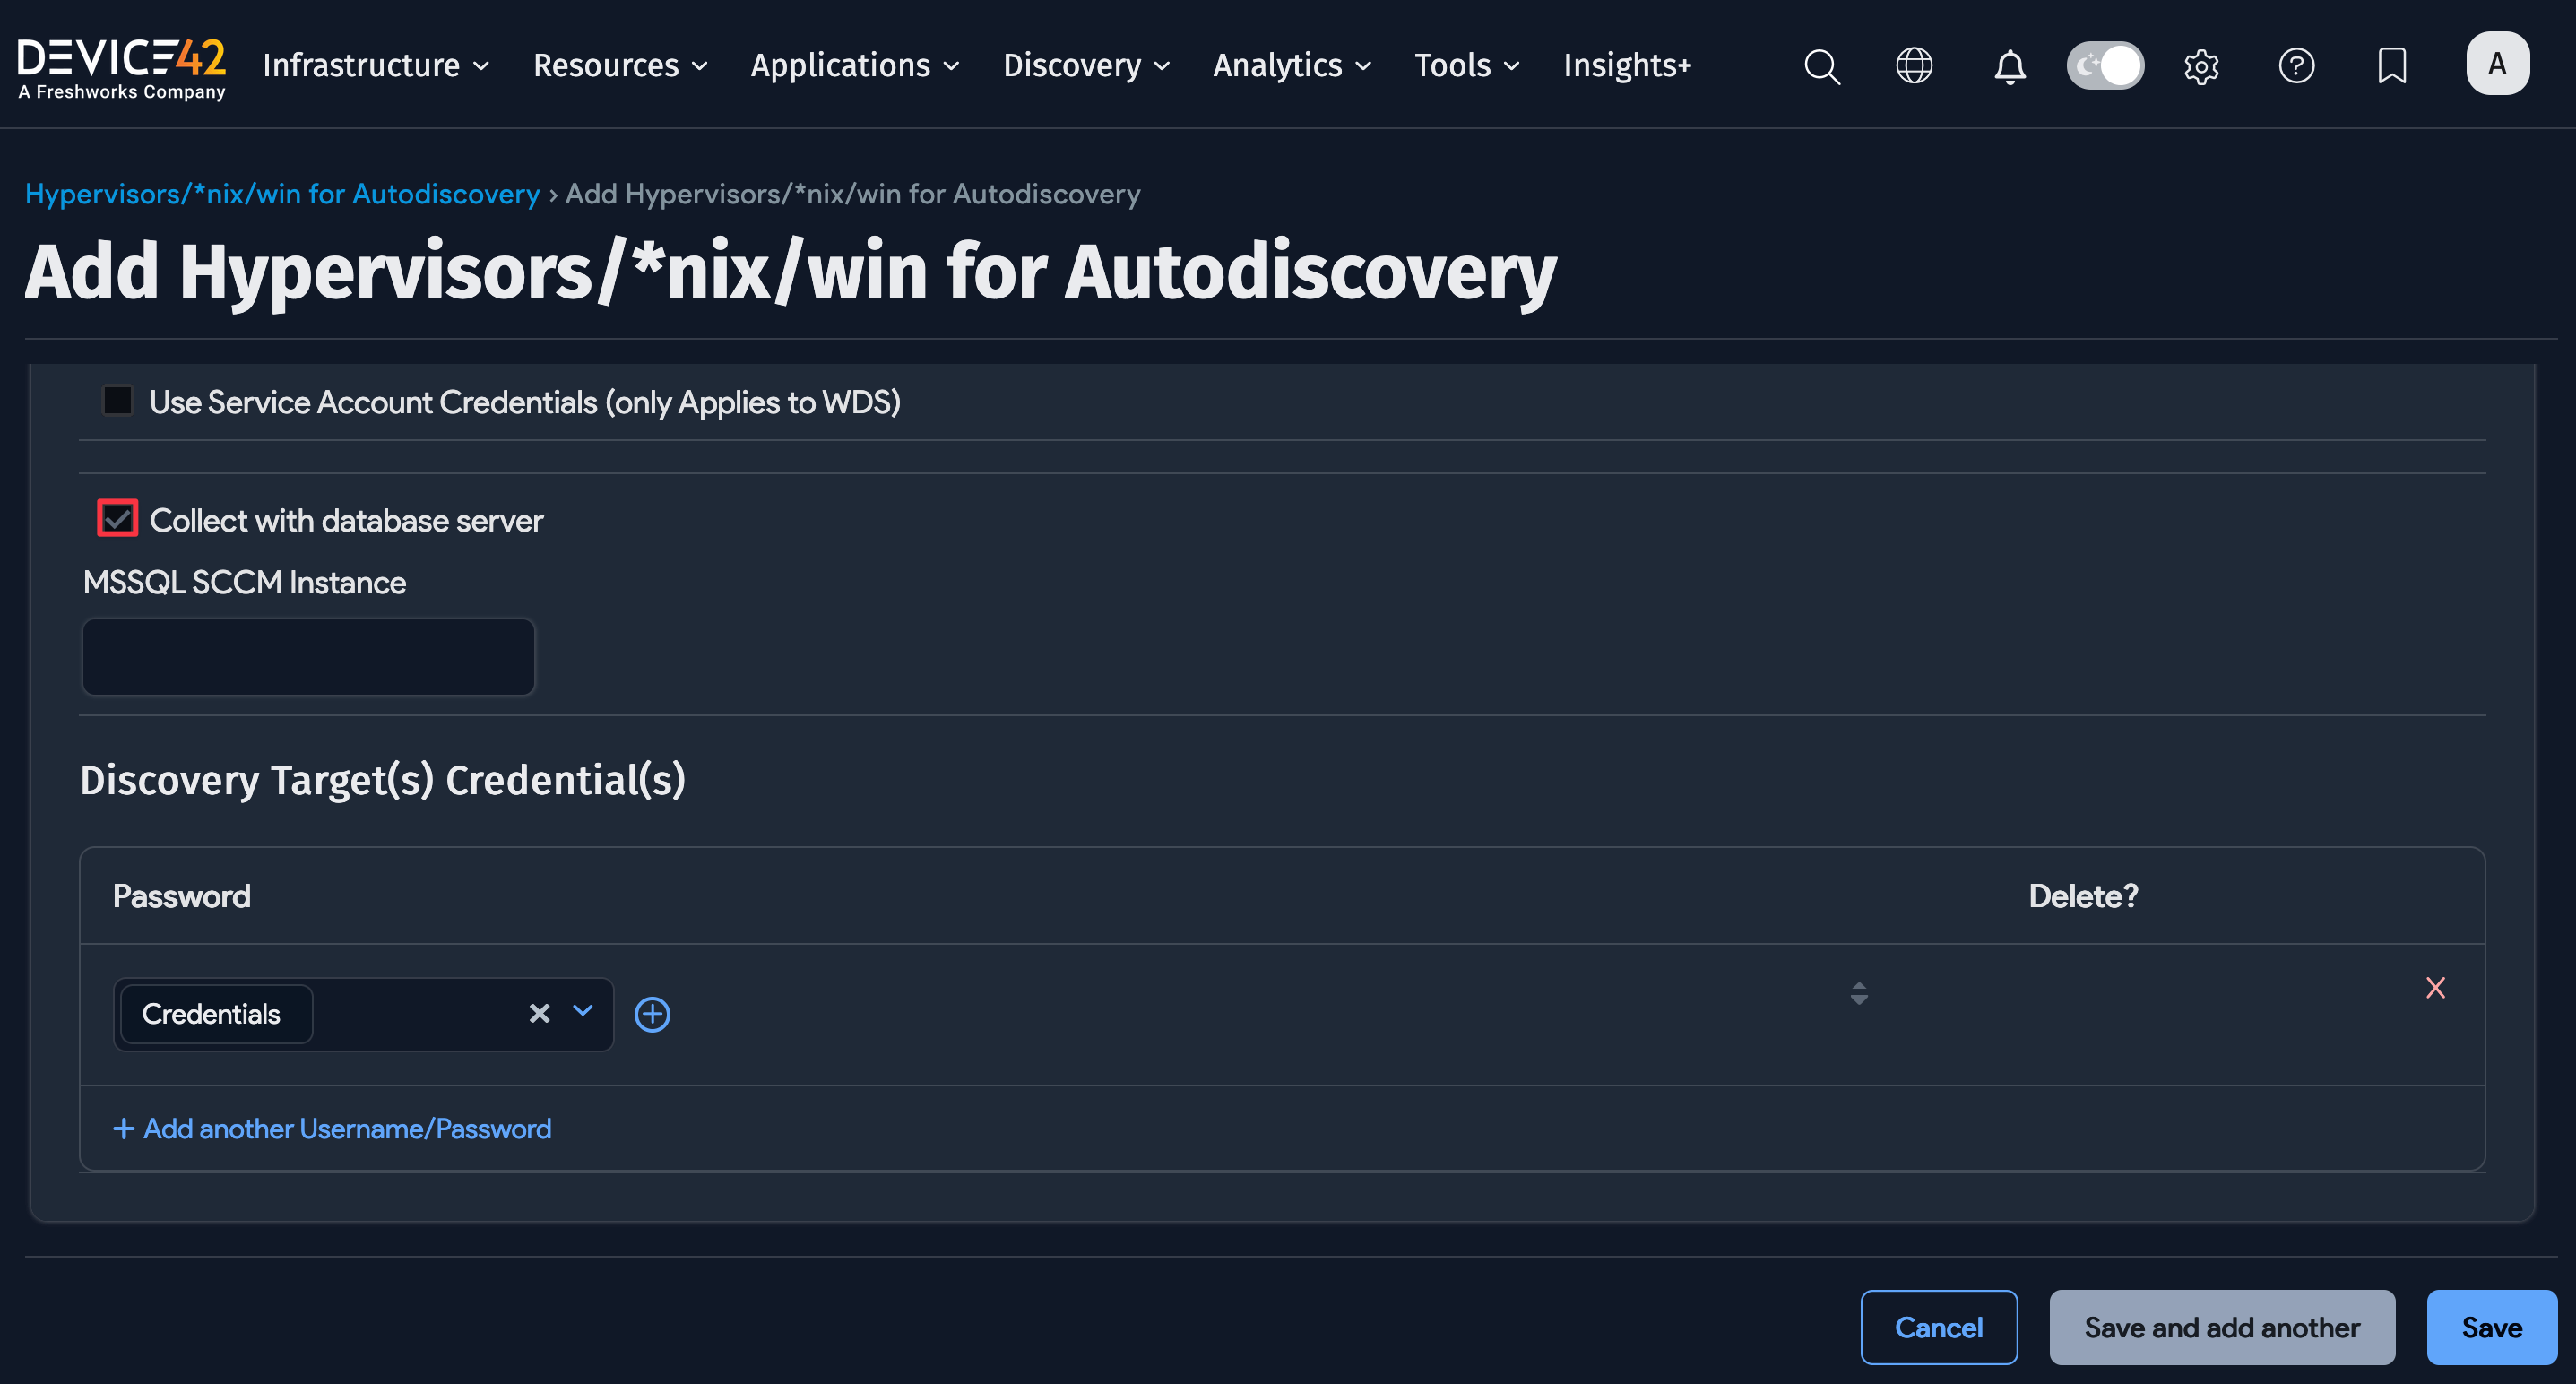 DEVICE42
A Freshworks Company
Infrastructure
Resources
Applications
Discovery
Analytics
Tools
Insights+
A
Hypervisors/*nix/win for Autodiscovery › Add Hypervisors/*nix/win for Autodiscovery
Add Hypervisors/*nix/win for Autodiscovery
Use Service Account Credentials (only Applies to WDS)
Collect with database server
MSSQL SCCM Instance
Discovery Target(s) Credential(s)
Password
Delete?
Credentials
+ Add another Username/Password
Cancel
Save and add another
Save